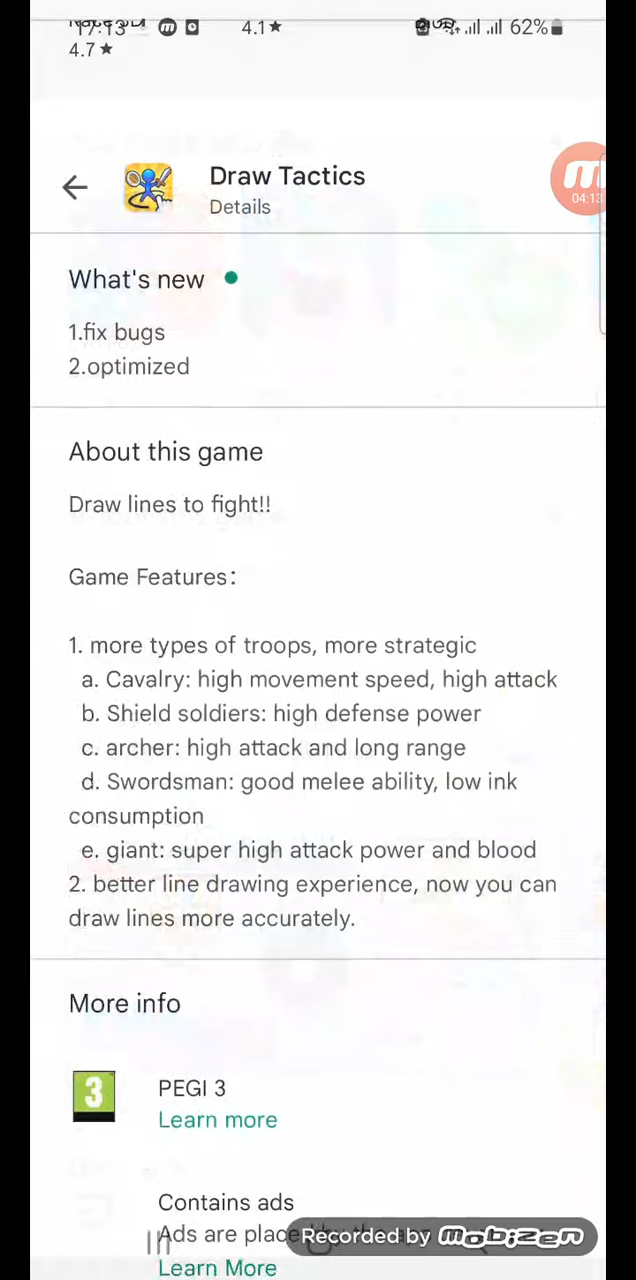 17:13 4.1★ 62%
4.7★
Draw Tactics
Details
04:13
What's new
1.fix bugs
2.optimized
About this game
Draw lines to fight!!
Game Features：
1. more types of troops, more strategic
a. Cavalry: high movement speed, high attack
b. Shield soldiers: high defense power
c. archer: high attack and long range
d. Swordsman: good melee ability, low ink
consumption
e. giant: super high attack power and blood
2. better line drawing experience, now you can
draw lines more accurately.
More info
3
PEGI 3
Learn more
Contains ads
Ads are place
Recorded by Mobizen
Learn More